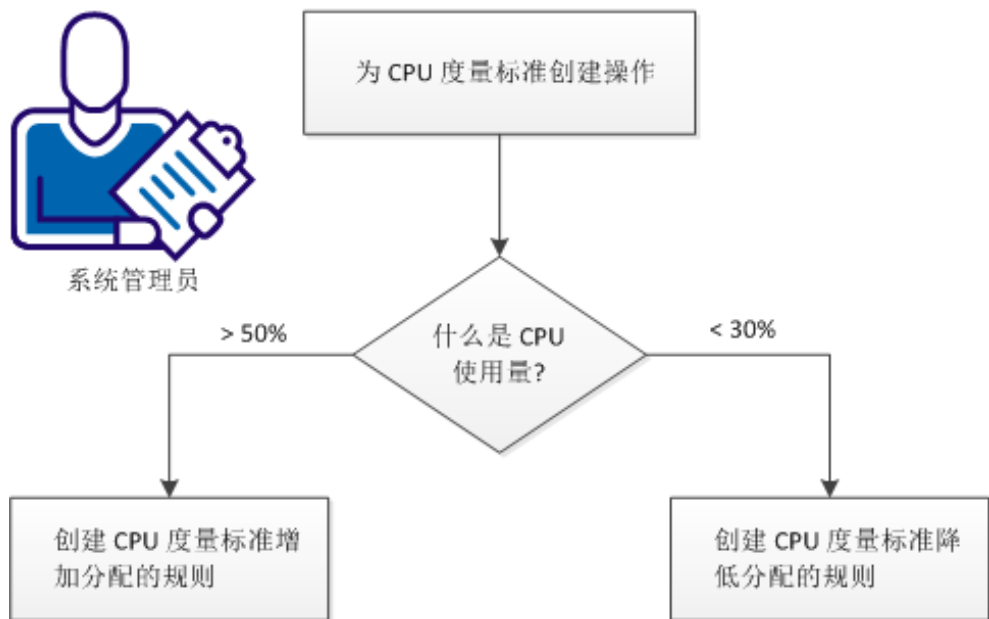 为 CPU 度量标准创建操作
系统管理员
> 50%
什么是 CPU
使用量?
< 30%
创建 CPU 度量标准增
加分配的规则
创建 CPU 度量标准降
低分配的规则